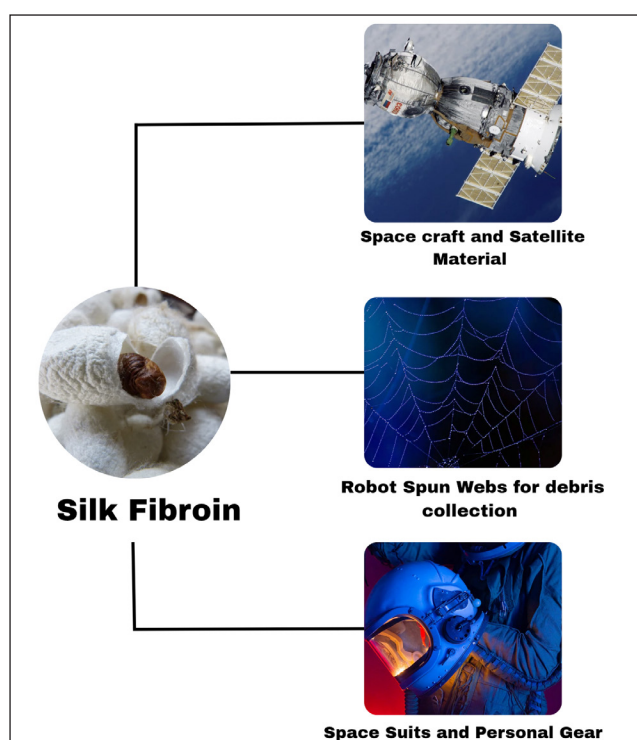 Space craft and Satellite
Material
Silk Fibroin
Robot Spun Webs for debris
collection
Space Suits and Personal Gear